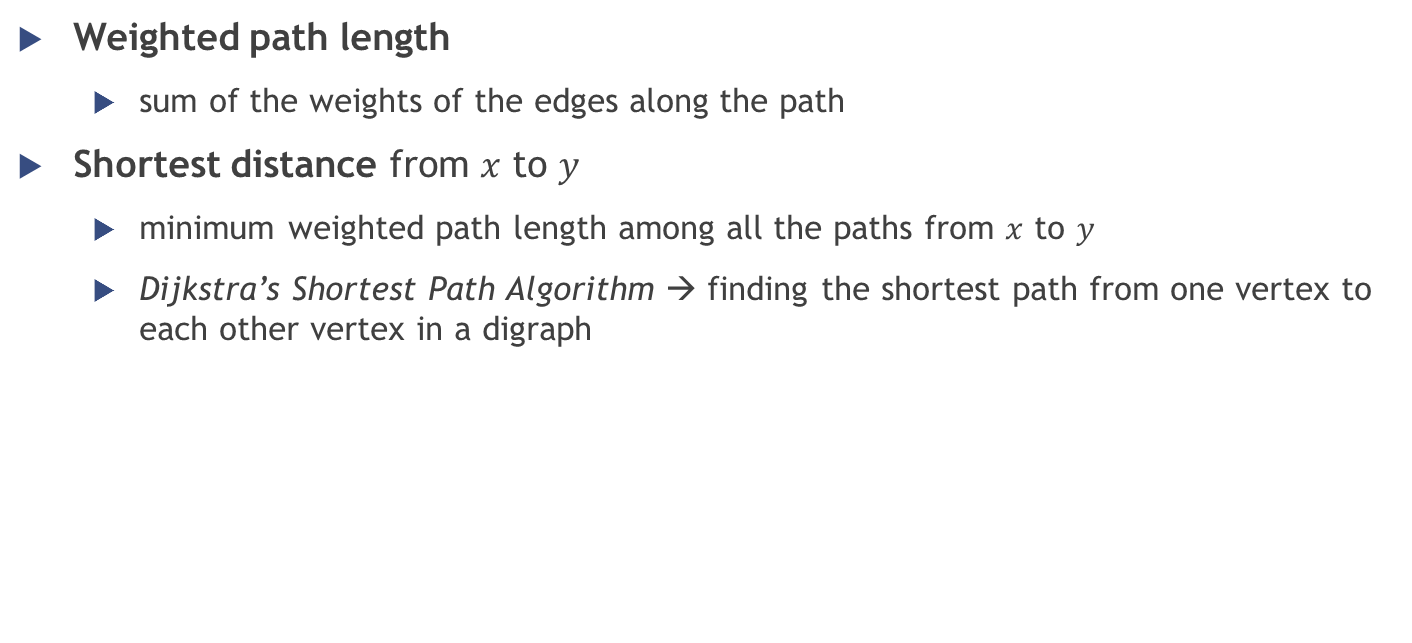 Weighted path length
sum of the weights of the edges along the path
Shortest distance from x to y
minimum weighted path length among all the paths from x to y
Dijkstra’s Shortest Path Algorithm → finding the shortest path from one vertex to
each other vertex in a digraph